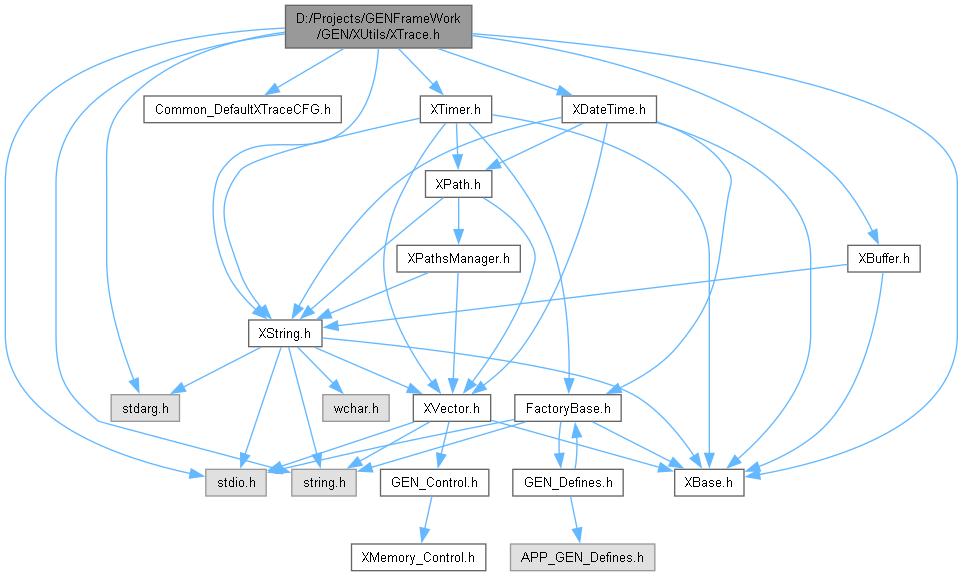 D:/Projects/GENFrameWork
/GEN/XUtils/XTrace.h
Common_DefaultXTraceCFG.h
XTimer.h
XDateTime.h
XPath.h
XPathsManager.h
XBuffer.h
XString.h
stdarg.h
wchar.h
XVector.h
FactoryBase.h
stdio.h
string.h
GEN_Control.h
GEN_Defines.h
XBase.h
XMemory_Control.h
APP_GEN_Defines.h